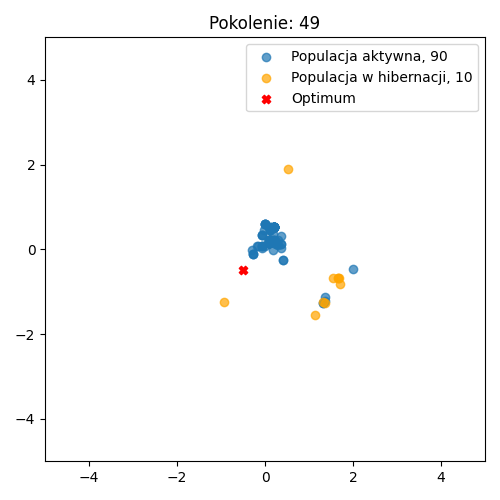 Pokolenie: 49
Populacja aktywna, 90
Populacja w hibernacji, 10
Optimum
4
2
0
−2
−4
−4 −2 0 2 4